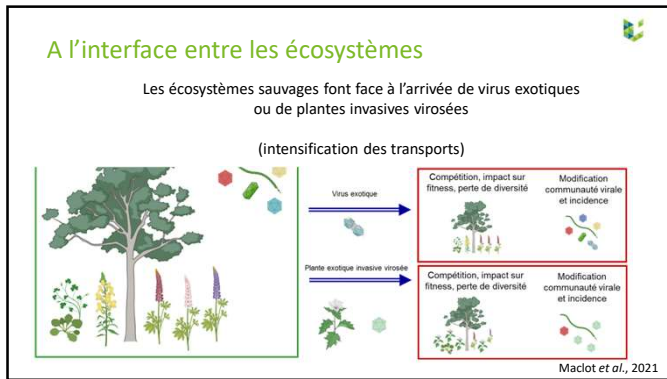 A l’interface entre les écosystèmes
Les écosystèmes sauvages font face à l’arrivée de virus exotiques
ou de plantes invasives virosées
(intensification des transports)
Virus exotique
Compétition, impact sur
fitness, perte de diversité
Modification
communauté virale
et incidence
Plante exotique invasive virosée
Compétition, impact sur
fitness, perte de diversité
Modification
communauté virale
et incidence
Maclot et al., 2021